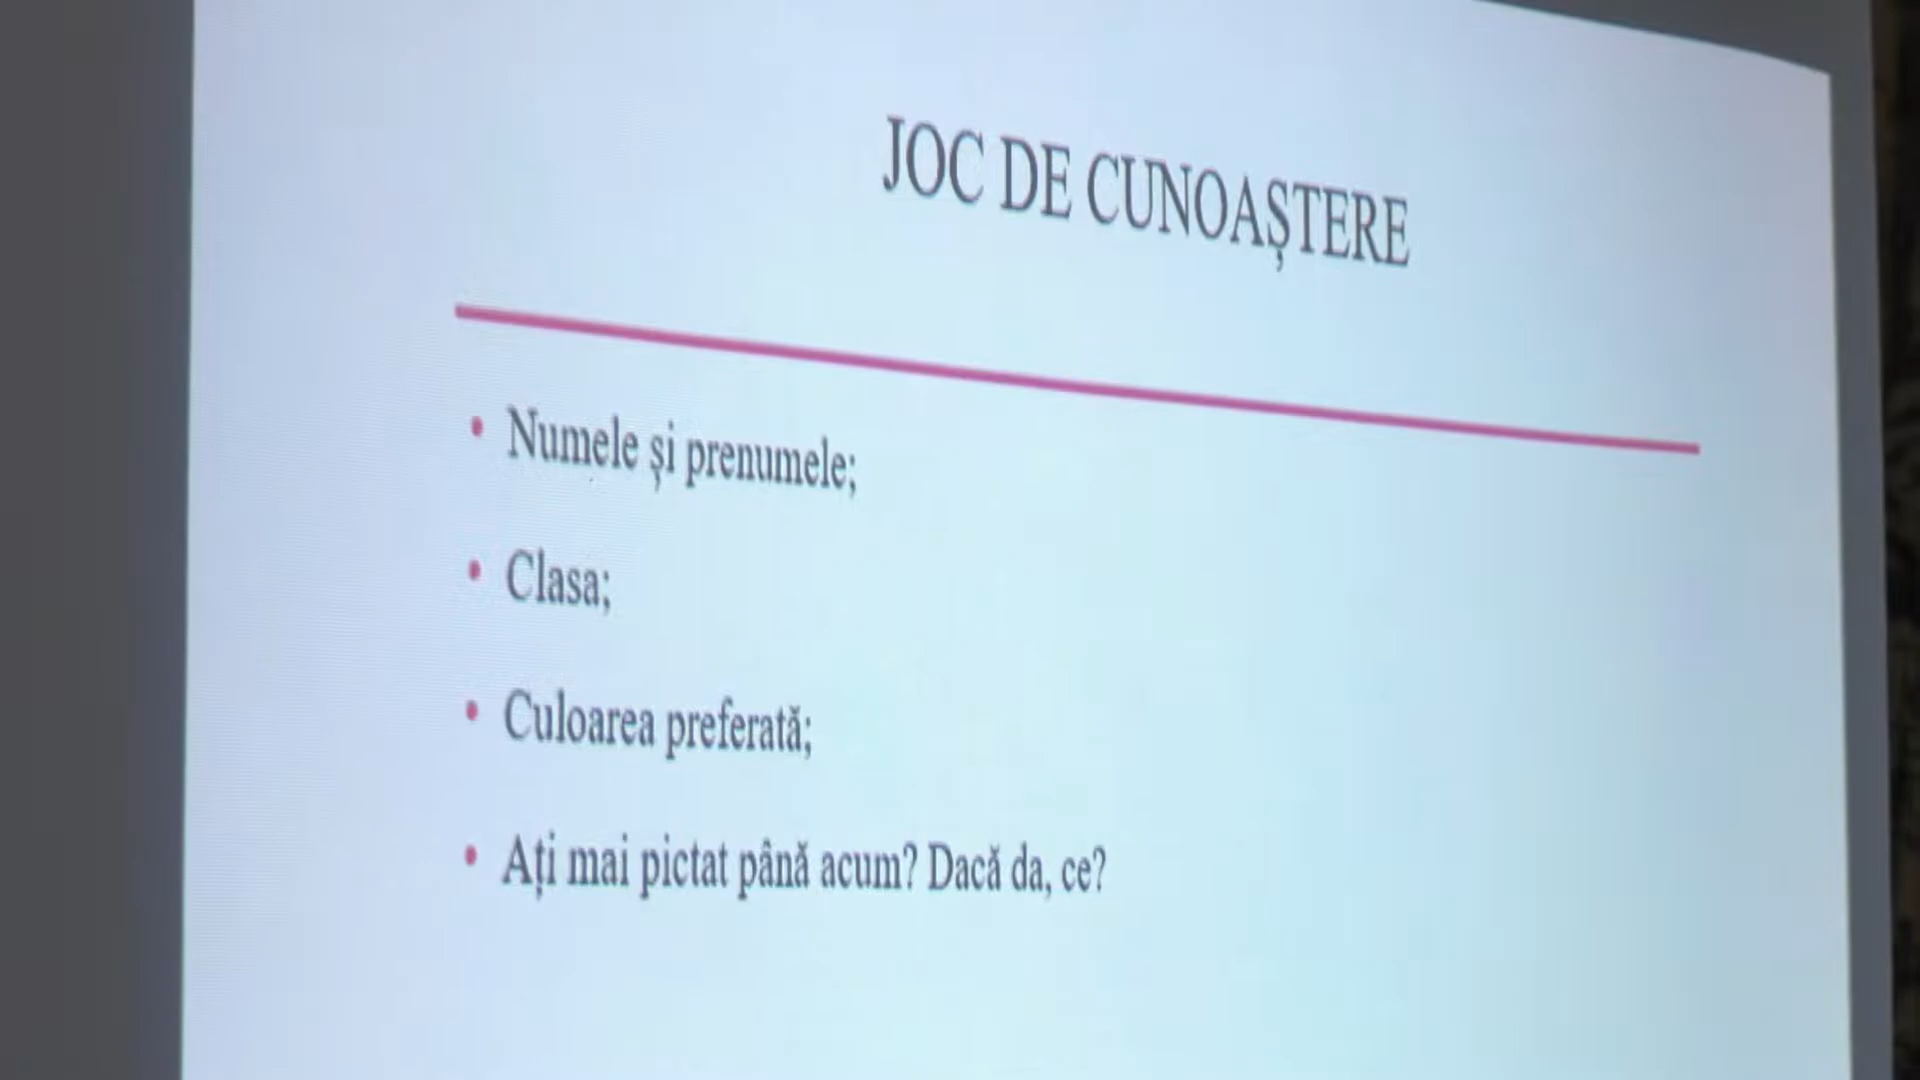 JOC DE CUNOAȘTERE
• Numele și prenumele;
• Clasa;
• Culoarea preferată;
• Ați mai pictat până acum? Dacă da, ce?